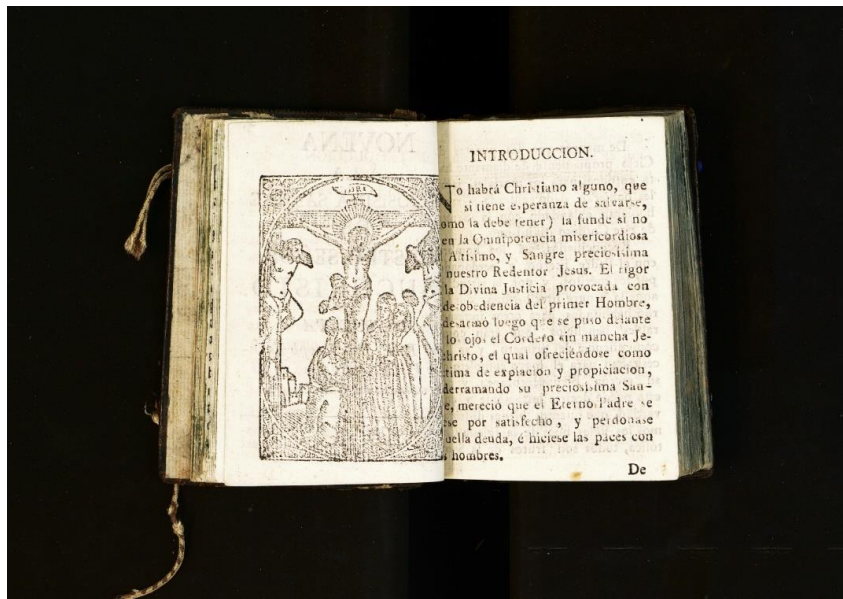 INTRODUCCION.
No habrá Christiano alguno, que
si tiene esperanza de salvarse,
omo la debe tener) la funde si no
en la Omnipotencia misericordiosa
Altísimo, y Sangre preciosísima
nuestro Redentor Jesus. El rigor
la Divina Justicia provocada con
desobediencia del primer Hombre,
desarmó luego que se puso delante
los ojos el Cordero sin mancha Je-
christo, el qual ofreciéndose como
tima de expiacion y propiciacion,
derramando su preciosísima San-
e, mereció que el Eterno Padre se
ese por satisfecho, y perdonase
uella deuda, é hiciese las paces con
s hombres.
De